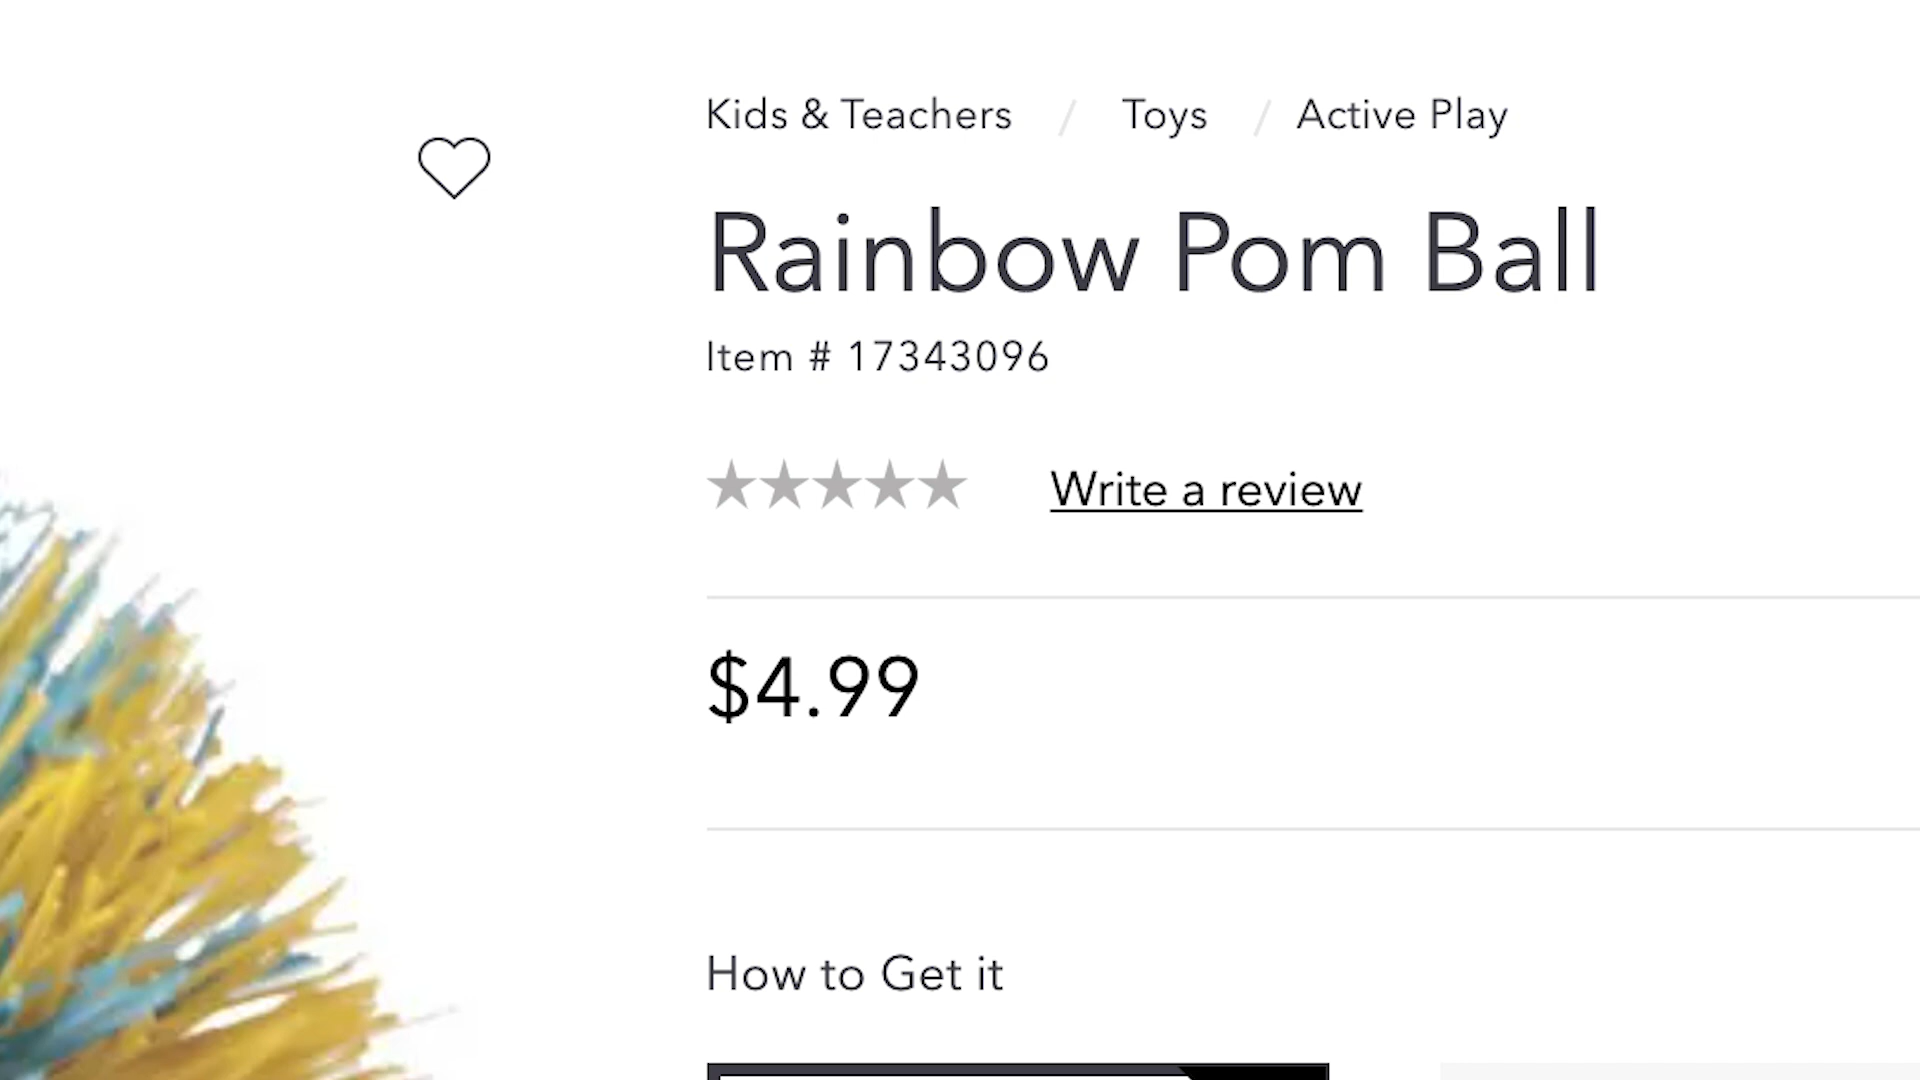 Kids & Teachers / Toys / Active Play
Rainbow Pom Ball
Item # 17343096
Write a review
$4.99
How to Get it